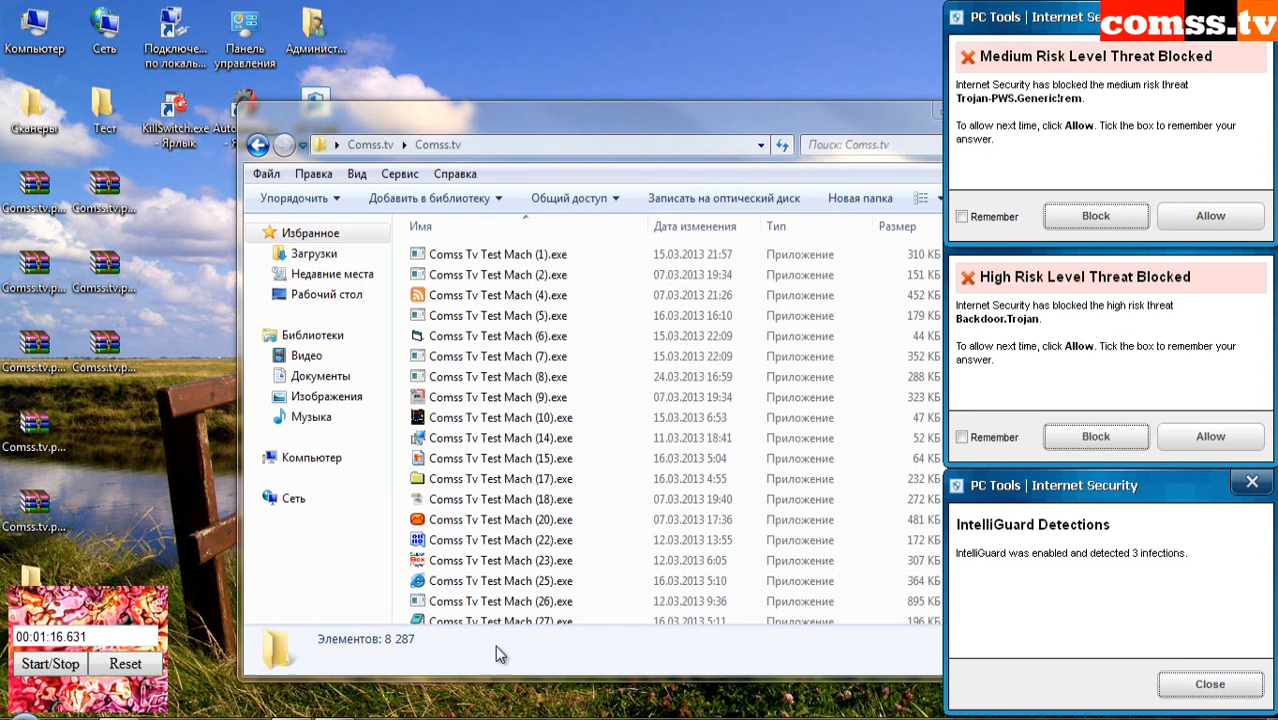 Компьютер
Сеть
Подключе...
по локаль...
Панель
управления
Админист...
Сканеры
Тест
KillSwitch.exe
- Ярлык
Comss.tv.p...
Comss.tv.p...
Comss.tv.p...
Comss.tv.p...
Comss.tv.p...
Comss.tv.p...
Comss.tv.p...
Comss.tv.p...
00:01:16.631
Start/Stop
Reset
Comss.tv
Comss.tv
Поиск: Comss.tv
Файл
Правка
Вид
Сервис
Справка
Упорядочить
Добавить в библиотеку
Общий доступ
Записать на оптический диск
Новая папка
Избранное
Загрузки
Недавние места
Рабочий стол
Библиотеки
Видео
Документы
Изображения
Музыка
Компьютер
Сеть
Имя Дата изменения Тип Размер
Comss Tv Test Mach (1).exe 15.03.2013 21:57 Приложение 310 КБ
Comss Tv Test Mach (2).exe 07.03.2013 19:34 Приложение 151 КБ
Comss Tv Test Mach (4).exe 07.03.2013 21:26 Приложение 452 КБ
Comss Tv Test Mach (5).exe 16.03.2013 16:10 Приложение 179 КБ
Comss Tv Test Mach (6).exe 15.03.2013 22:09 Приложение 44 КБ
Comss Tv Test Mach (7).exe 15.03.2013 22:09 Приложение 352 КБ
Comss Tv Test Mach (8).exe 24.03.2013 16:59 Приложение 288 КБ
Comss Tv Test Mach (9).exe 07.03.2013 19:34 Приложение 323 КБ
Comss Tv Test Mach (10).exe 15.03.2013 6:53 Приложение 47 КБ
Comss Tv Test Mach (14).exe 11.03.2013 18:41 Приложение 52 КБ
Comss Tv Test Mach (15).exe 16.03.2013 5:04 Приложение 64 КБ
Comss Tv Test Mach (17).exe 16.03.2013 4:55 Приложение 232 КБ
Comss Tv Test Mach (18).exe 07.03.2013 19:40 Приложение 272 КБ
Comss Tv Test Mach (20).exe 07.03.2013 17:36 Приложение 481 КБ
Comss Tv Test Mach (22).exe 12.03.2013 13:55 Приложение 172 КБ
Comss Tv Test Mach (23).exe 12.03.2013 6:05 Приложение 307 КБ
Comss Tv Test Mach (25).exe 16.03.2013 5:10 Приложение 364 КБ
Comss Tv Test Mach (26).exe 12.03.2013 9:36 Приложение 895 КБ
Comss Tv Test Mach (27).exe 16.03.2013 5:11 Приложение 196 КБ
Элементов: 8 287
PC Tools | Internet Se
comss.tv
Medium Risk Level Threat Blocked
Internet Security has blocked the medium risk threat
Trojan-PWS.Generic!rem.
To allow next time, click Allow. Tick the box to remember your
answer.
Remember
Block
Allow
High Risk Level Threat Blocked
Internet Security has blocked the high risk threat
Backdoor.Trojan.
To allow next time, click Allow. Tick the box to remember your
answer.
Remember
Block
Allow
PC Tools | Internet Security
IntelliGuard Detections
IntelliGuard was enabled and detected 3 infections.
Close